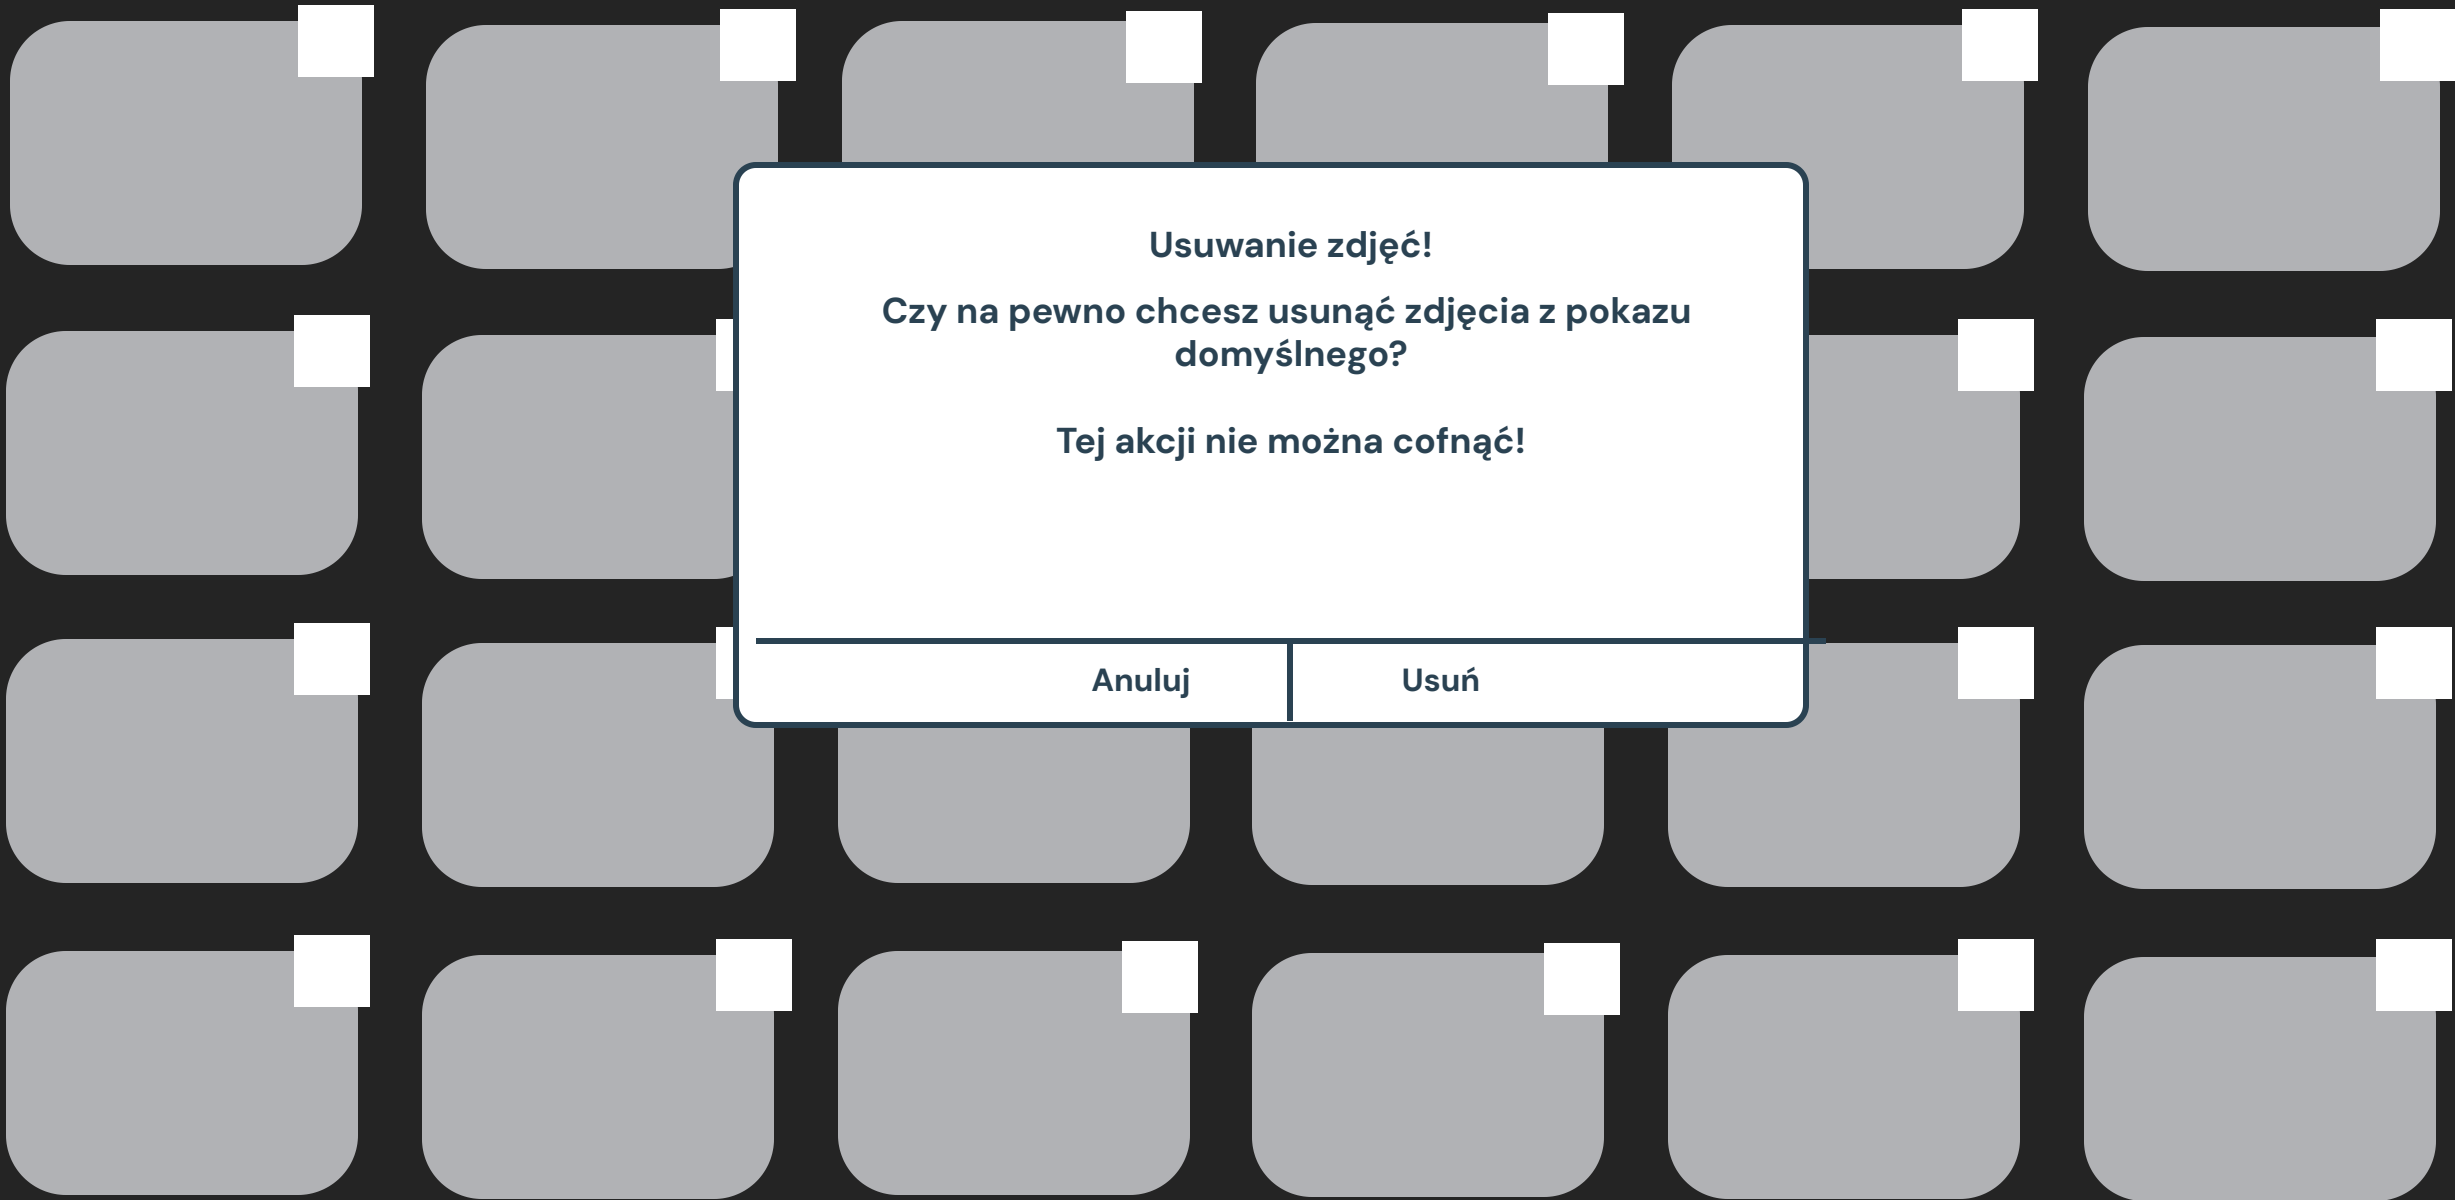 Usuwanie zdjęć!
Czy na pewno chcesz usunąć zdjęcia z pokazu
domyślnego?
Tej akcji nie można cofnąć!
Anuluj
Usuń